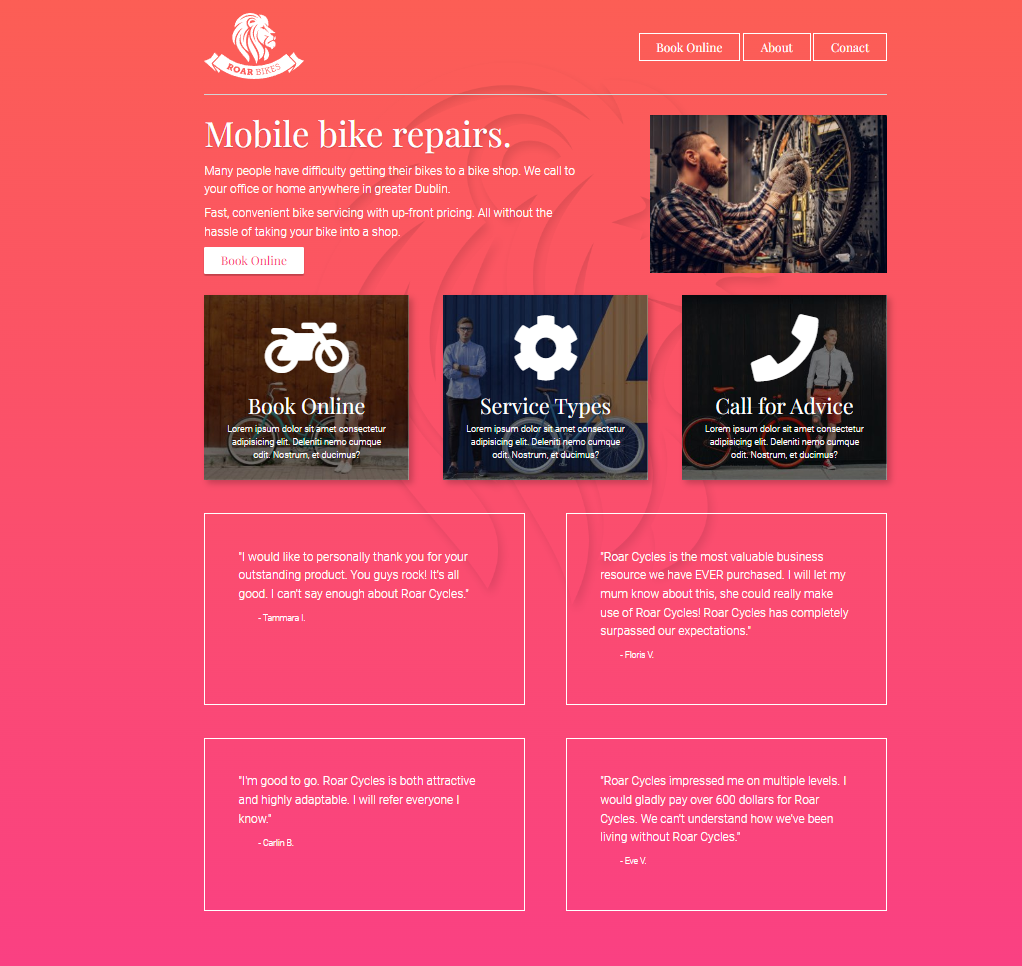 ROAR BIKES
Book Online
About
Conact
Mobile bike repairs.
Many people have difficulty getting their bikes to a bike shop. We call to
your office or home anywhere in greater Dublin.
Fast, convenient bike servicing with up-front pricing. All without the
hassle of taking your bike into a shop.
Book Online
Book Online
Lorem ipsum dolor sit amet consectetur
adipisicing elit. Deleniti nemo cumque
odit. Nostrum, et ducimus?
Service Types
Lorem ipsum dolor sit amet consectetur
adipisicing elit. Deleniti nemo cumque
odit. Nostrum, et ducimus?
Call for Advice
Lorem ipsum dolor sit amet consectetur
adipisicing elit. Deleniti nemo cumque
odit. Nostrum, et ducimus?
"I would like to personally thank you for your
outstanding product. You guys rock! It's all
good. I can't say enough about Roar Cycles."
- Tammara I.
"Roar Cycles is the most valuable business
resource we have EVER purchased. I will let my
mum know about this, she could really make
use of Roar Cycles! Roar Cycles has completely
surpassed our expectations."
- Floris V.
"I'm good to go. Roar Cycles is both attractive
and highly adaptable. I will refer everyone I
know."
- Carlin B.
"Roar Cycles impressed me on multiple levels. I
would gladly pay over 600 dollars for Roar
Cycles. We can't understand how we've been
living without Roar Cycles."
- Eve V.